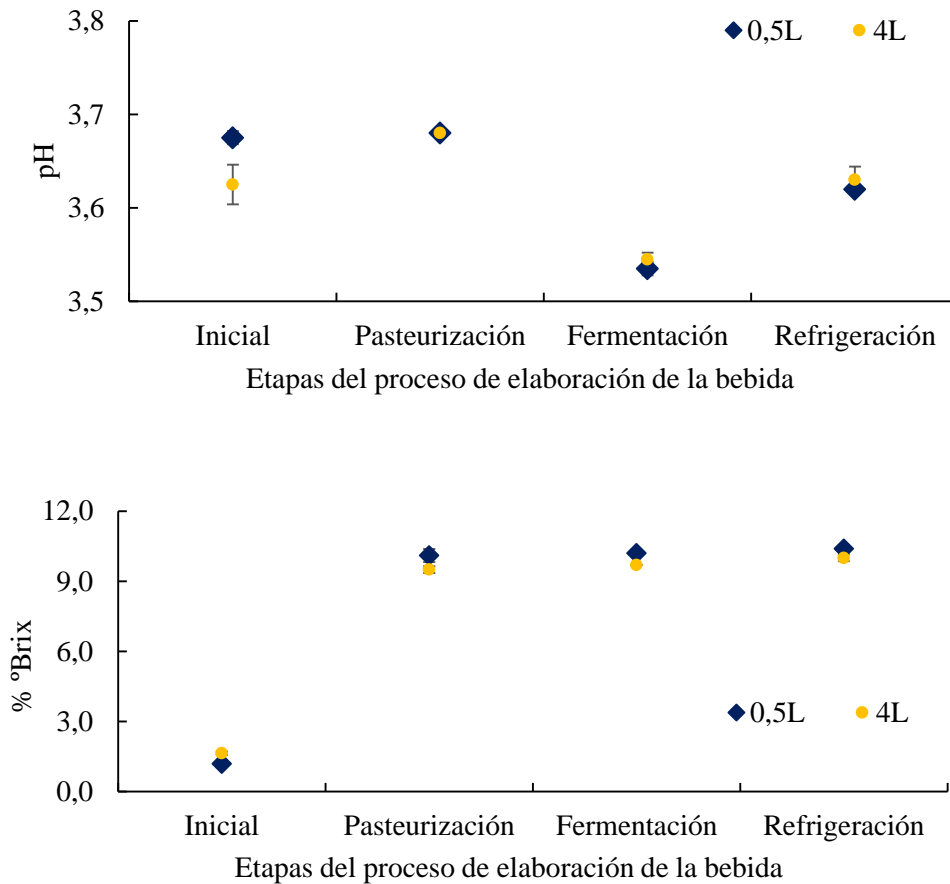 3,8
0,5L 4L
3,7
pH
3,6
3,5
Inicial Pasteurización Fermentación Refrigeración
Etapas del proceso de elaboración de la bebida
12,0
9,0
% ºBrix
6,0
3,0
0,5L 4L
0,0
Inicial Pasteurización Fermentación Refrigeración
Etapas del proceso de elaboración de la bebida